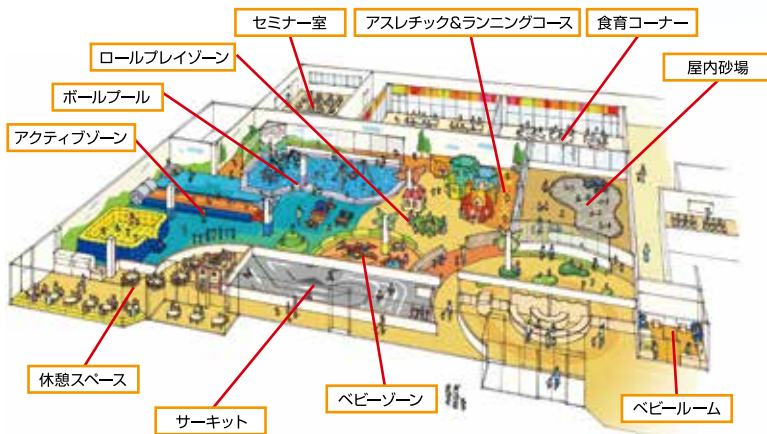 セミナー室
アスレチック&ランニングコース
食育コーナー
ロールプレイゾーン
屋内砂場
ボールプール
アクティブゾーン
休憩スペース
サーキット
ベビーゾーン
ベビールーム